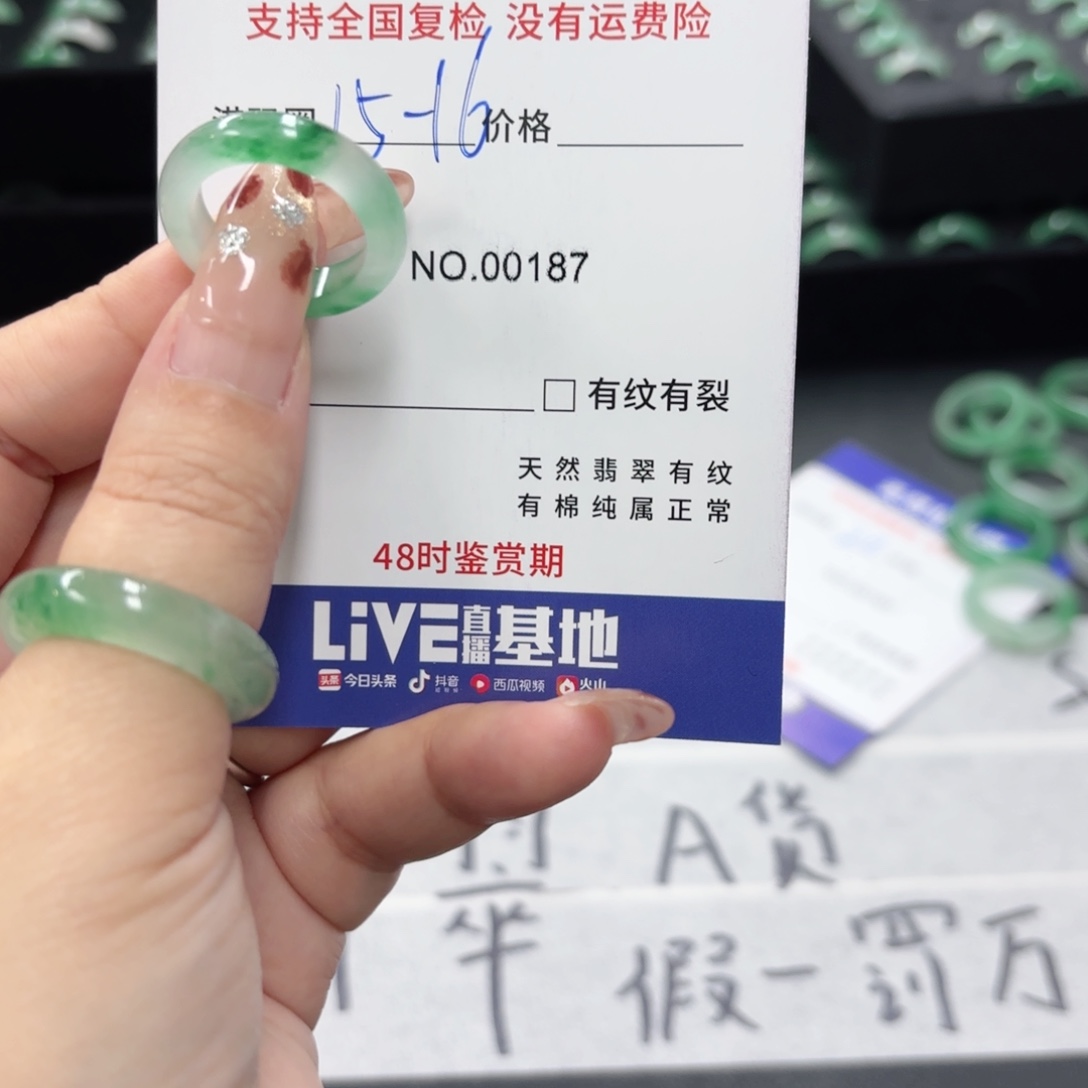 支持全国复检 没有运费险
15-16 价格
NO.00187
有纹有裂
天然翡翠有纹
有棉纯属正常
48时鉴赏期
LiVE直播基地
头条 今日头条 抖音 西瓜视频 火山
A货
假一罚万